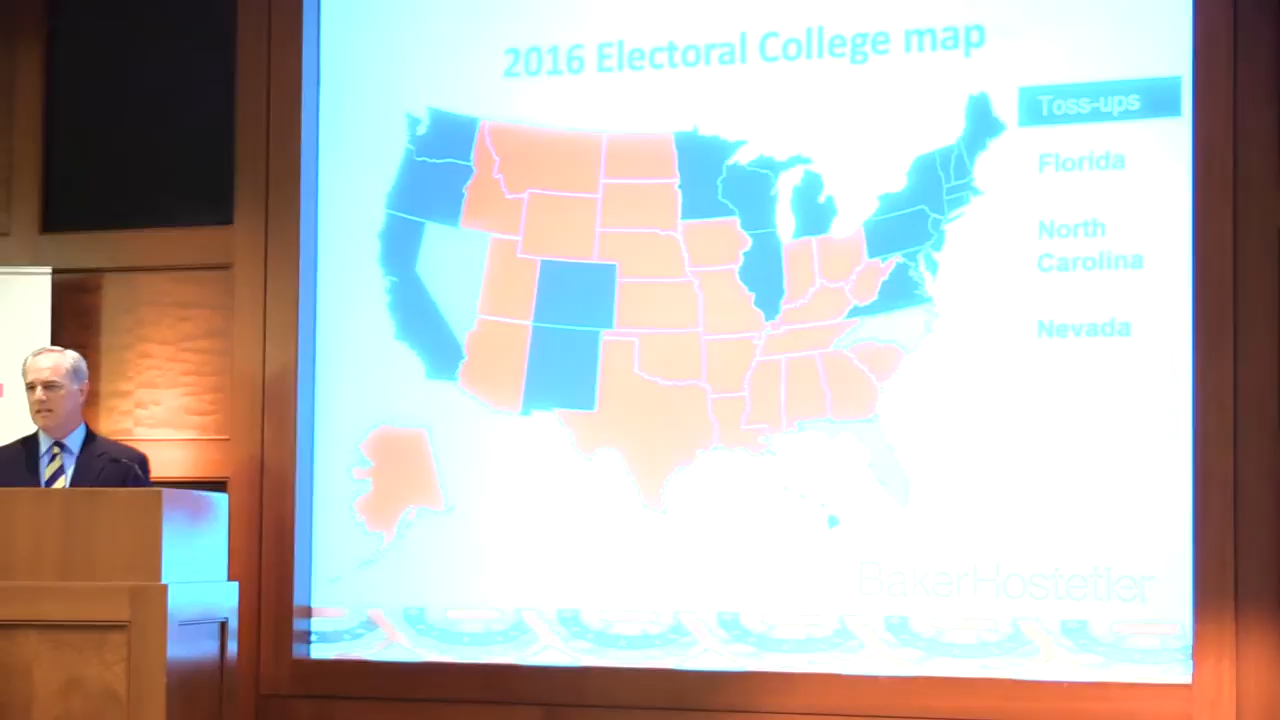 2016 Electoral College map
Toss-ups
Florida
North
Carolina
Nevada
BakerHostetler